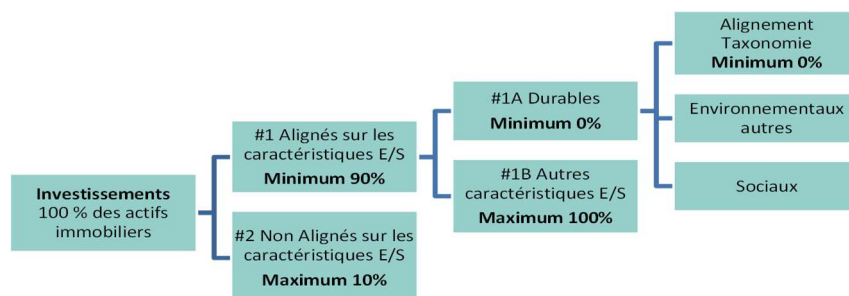 Investissements
100 % des actifs
immobiliers
#1 Alignés sur les
caractéristiques E/S
Minimum 90%
#2 Non Alignés sur les
caractéristiques E/S
Maximum 10%
#1A Durables
Minimum 0%
#1B Autres
caractéristiques E/S
Maximum 100%
Alignement
Taxonomie
Minimum 0%
Environnementaux
autres
Sociaux